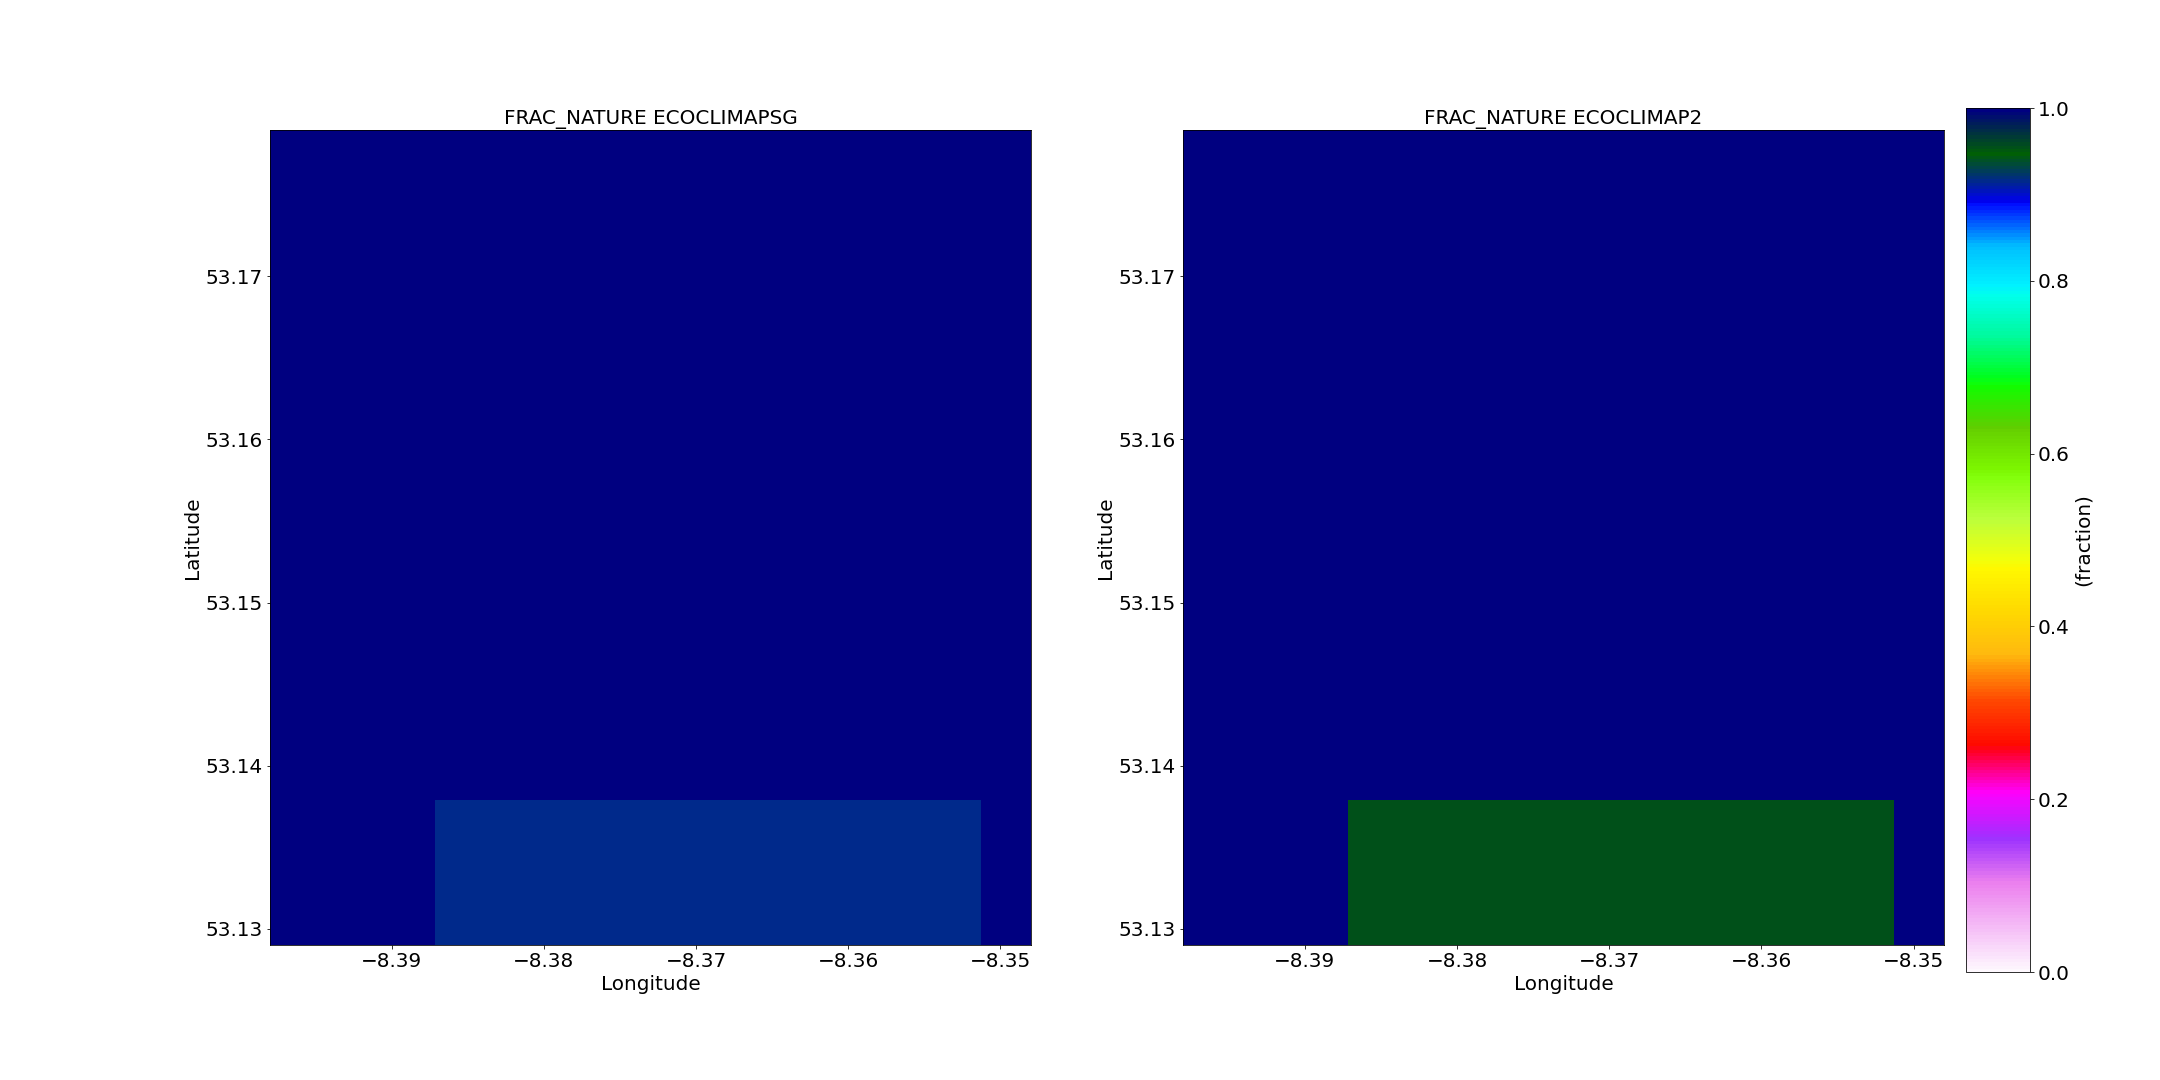 FRAC_NATURE ECOCLIMAPSG
53.17
53.16
53.15
53.14
53.13
Latitude
−8.39 −8.38 −8.37 −8.36 −8.35
Longitude
FRAC_NATURE ECOCLIMAP2
53.17
53.16
53.15
53.14
53.13
Latitude
−8.39 −8.38 −8.37 −8.36 −8.35
Longitude
1.0
0.8
0.6
0.4
0.2
0.0
(fraction)